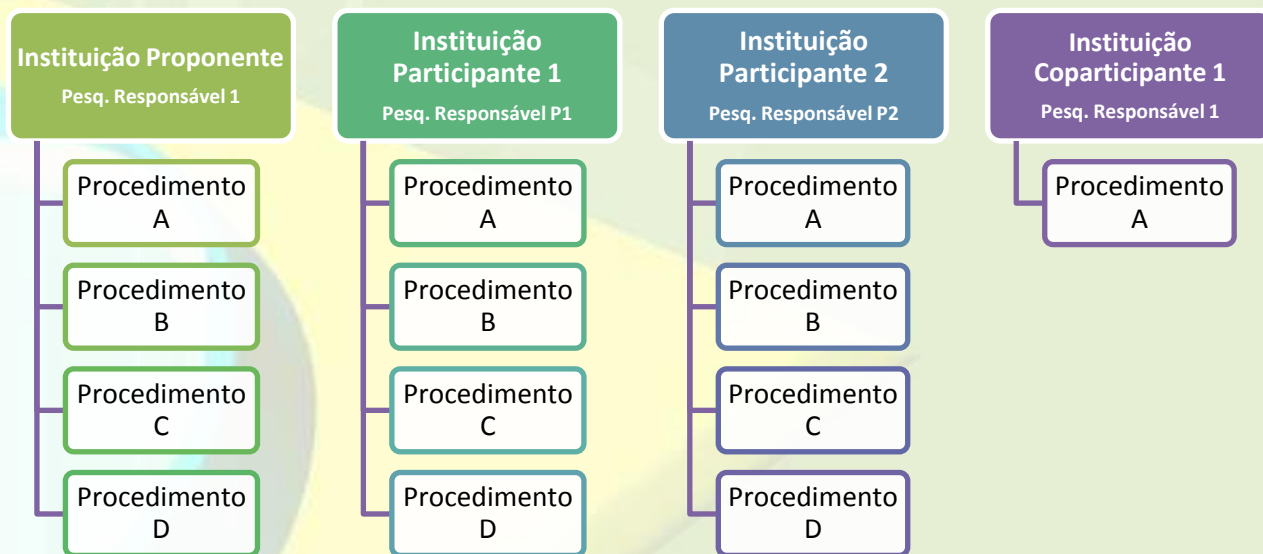 Instituição Proponente
Pesq. Responsável 1
Procedimento
A
Procedimento
B
Procedimento
C
Procedimento
D
Instituição
Participante 1
Pesq. Responsável P1
Procedimento
A
Procedimento
B
Procedimento
C
Procedimento
D
Instituição
Participante 2
Pesq. Responsável P2
Procedimento
A
Procedimento
B
Procedimento
C
Procedimento
D
Instituição
Coparticipante 1
Pesq. Responsável 1
Procedimento
A